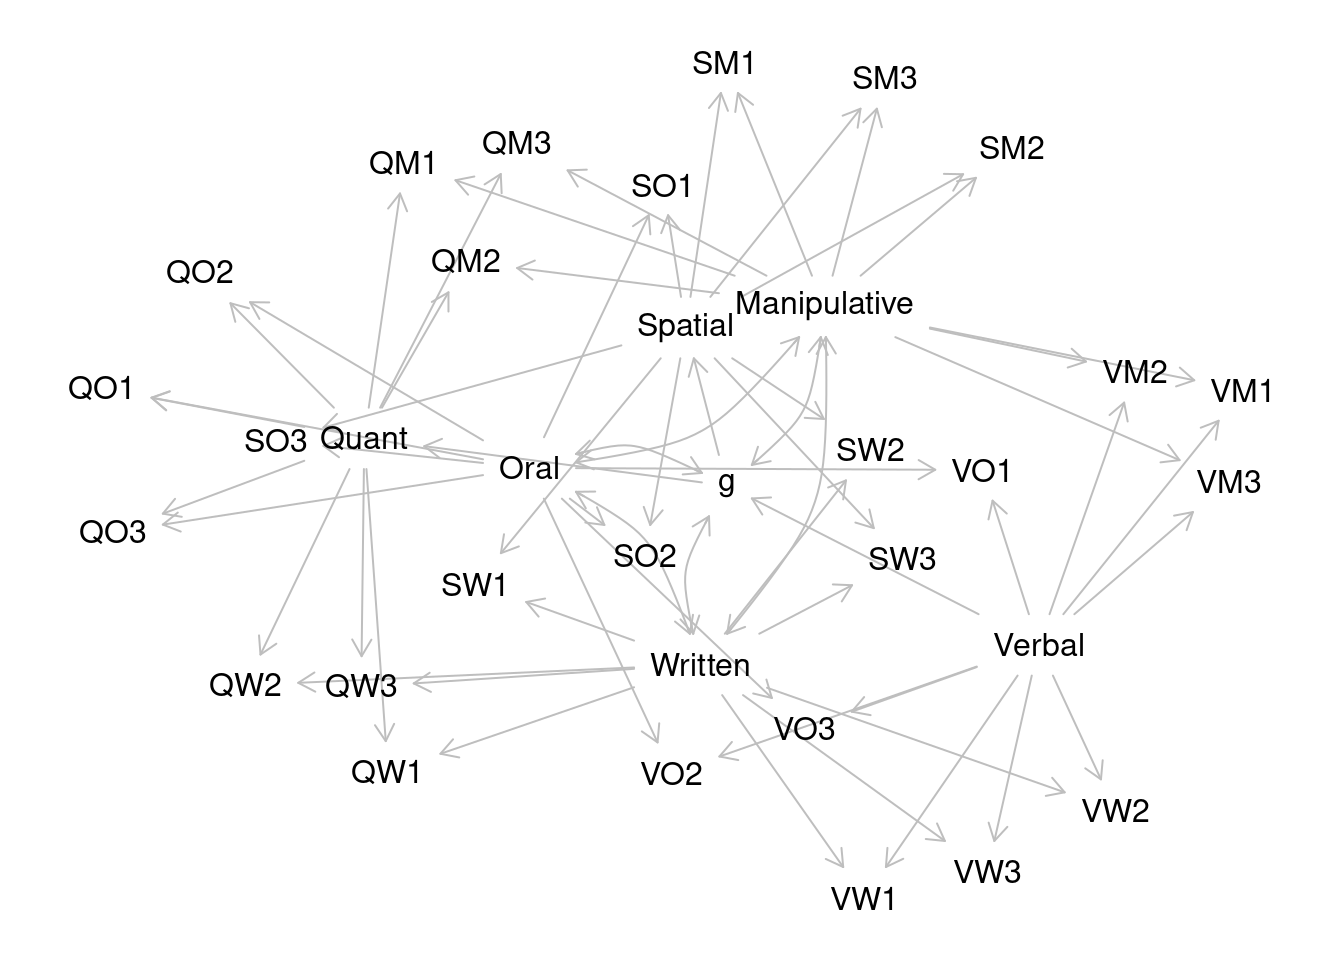 SM1
SM3
QM3
SM2
QM1
SO1
QM2
QO2
Manipulative
Spatial
VM2
QO1
VM1
SO3
Quant
SW2
Oral
VO1
g
VM3
QO3
SO2
SW3
SW1
Verbal
Written
QW2
QW3
VO3
QW1
VO2
VW2
VW3
VW1